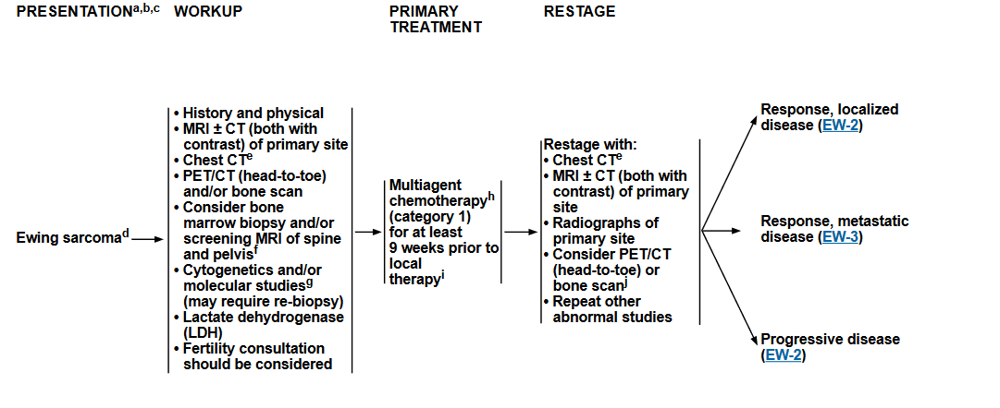 PRESENTATIONa,b,c WORKUP PRIMARY TREATMENT RESTAGE
Ewing sarcomad
• History and physical
• MRI ± CT (both with
contrast) of primary site
• Chest CTe
• PET/CT (head-to-toe)
and/or bone scan
• Consider bone
marrow biopsy and/or
screening MRI of spine
and pelvisf
• Cytogenetics and/or
molecular studiesg
(may require re-biopsy)
• Lactate dehydrogenase
(LDH)
• Fertility consultation
should be considered
Multiagent
chemotherapyh
(category 1)
for at least
9 weeks prior to
local
therapyi
Restage with:
• Chest CTe
• MRI ± CT (both with
contrast) of primary
site
• Radiographs of
primary site
• Consider PET/CT
(head-to-toe) or
bone scanj
• Repeat other
abnormal studies
Response, localized
disease (EW-2)
Response, metastatic
disease (EW-3)
Progressive disease
(EW-2)